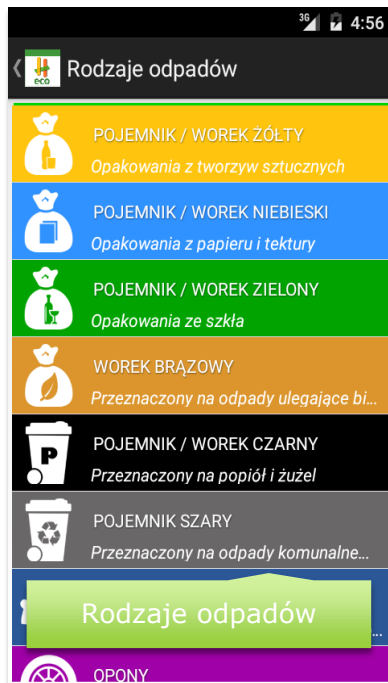 3G 4:56
eco Rodzaje odpadów
POJEMNIK / WOREK ŻÓŁTY
Opakowania z tworzyw sztucznych
POJEMNIK / WOREK NIEBIESKI
Opakowania z papieru i tektury
POJEMNIK / WOREK ZIELONY
Opakowania ze szkła
WOREK BRĄZOWY
Przeznaczony na odpady ulegające bi...
P POJEMNIK / WOREK CZARNY
Przeznaczony na popiół i żużel
POJEMNIK SZARY
Przeznaczony na odpady komunalne...
Rodzaje odpadów
...
OPONY